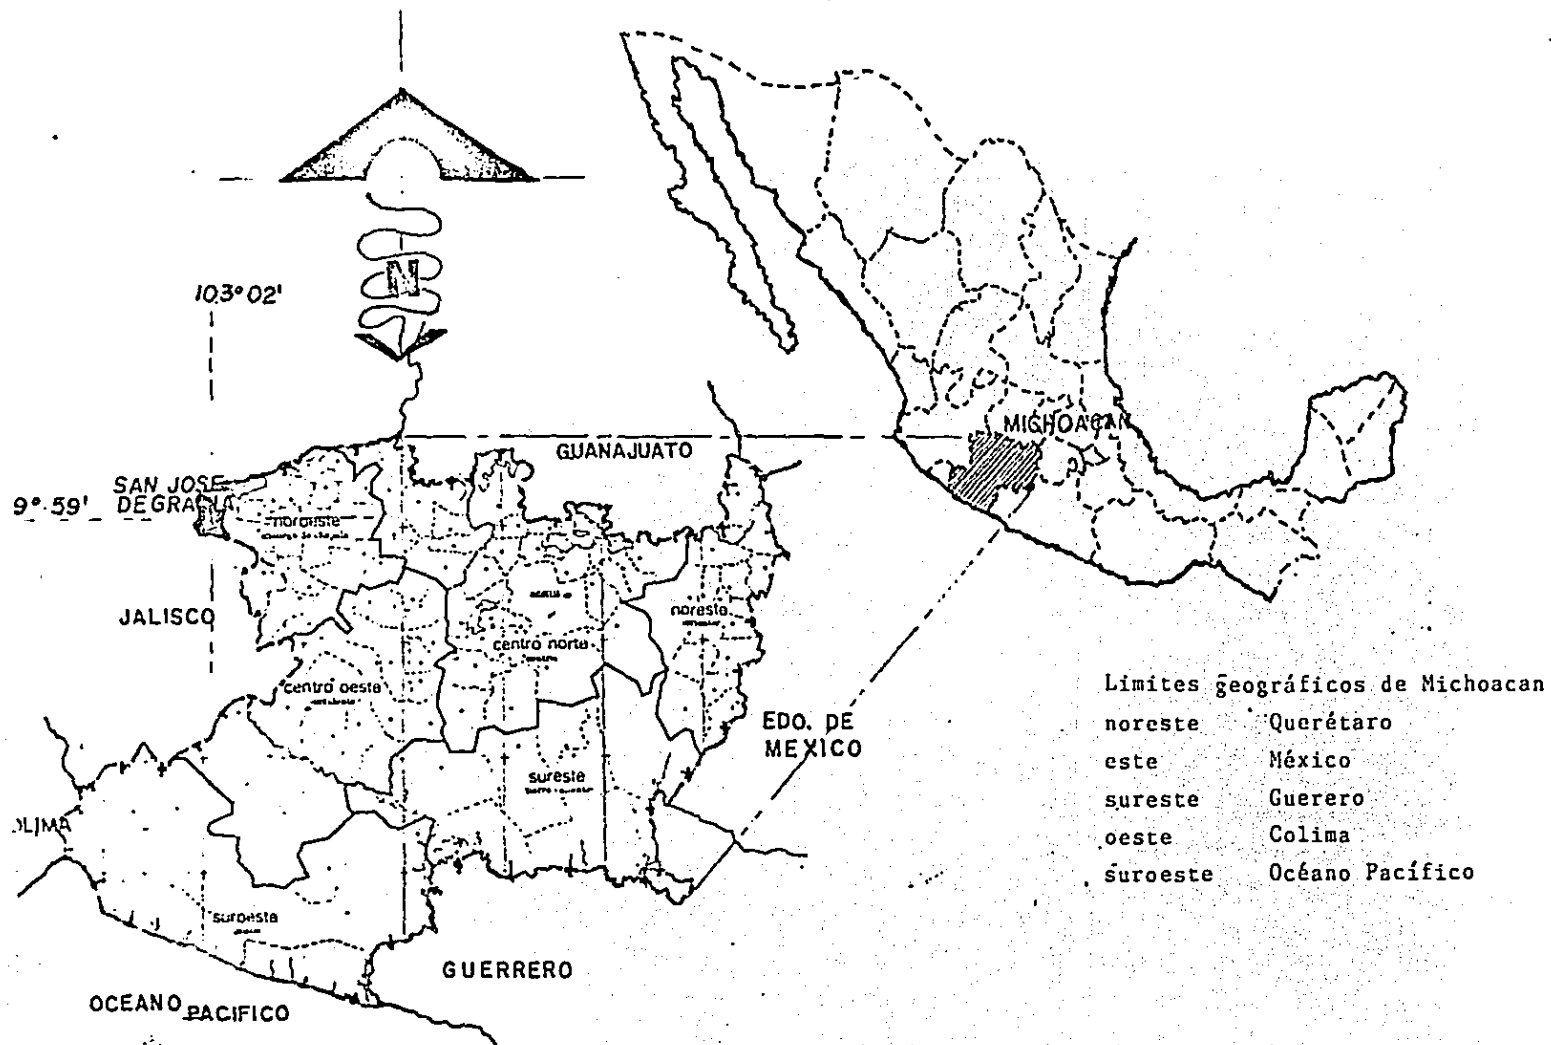 N
103°02'
MICHOACAN
GUANAJUATO
SAN JOSE
DE GRACIA
9°59'
noroeste
JALISCO
noreste
centro norte
centro oeste
EDO. DE
MEXICO
sureste
OLIMA
suroeste
GUERRERO
OCEANO PACIFICO
Limites geográficos de Michoacan
noreste Querétaro
este México
sureste Guerero
oeste Colima
suroeste Océano Pacífico